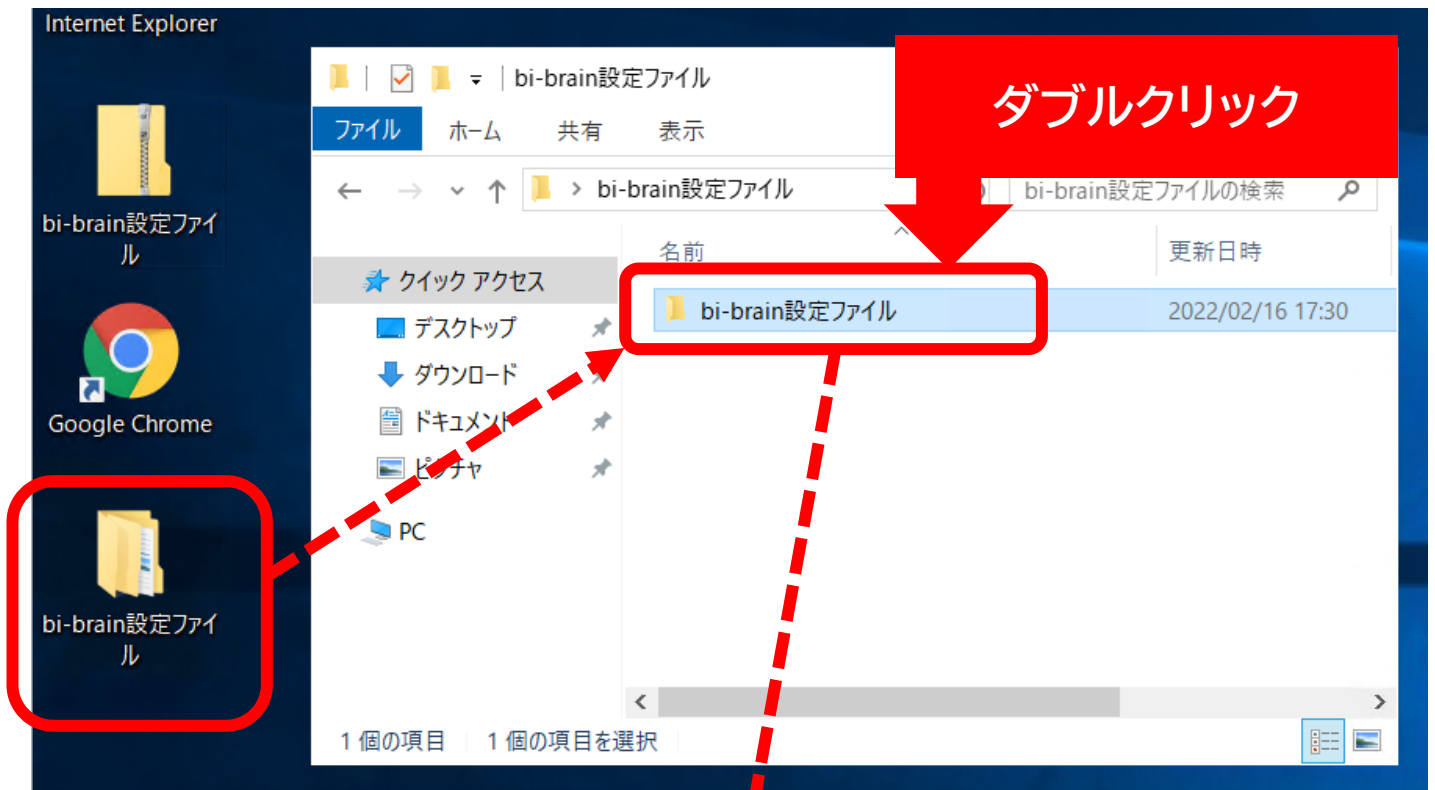 Internet Explorer
bi-brain設定ファイ
ル
Google Chrome
bi-brain設定ファイ
ル
bi-brain設定ファイル
ダブルクリック
ファイル ホーム 共有 表示
bi-brain設定ファイル
bi-brain設定ファイルの検索
名前 更新日時
クイック アクセス
bi-brain設定ファイル 2022/02/16 17:30
デスクトップ
ダウンロード
ドキュメント
ピクチャ
PC
1 個の項目 1 個の項目を選択